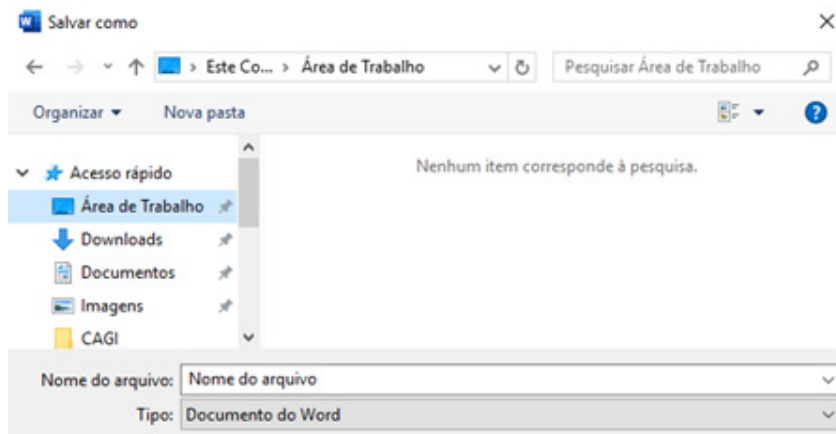 Salvar como
Este Co... › Área de Trabalho
Pesquisar Área de Trabalho
Organizar
Nova pasta
Acesso rápido
Nenhum item corresponde à pesquisa.
Área de Trabalho
Downloads
Documentos
Imagens
CAGI
Nome do arquivo: Nome do arquivo
Tipo: Documento do Word